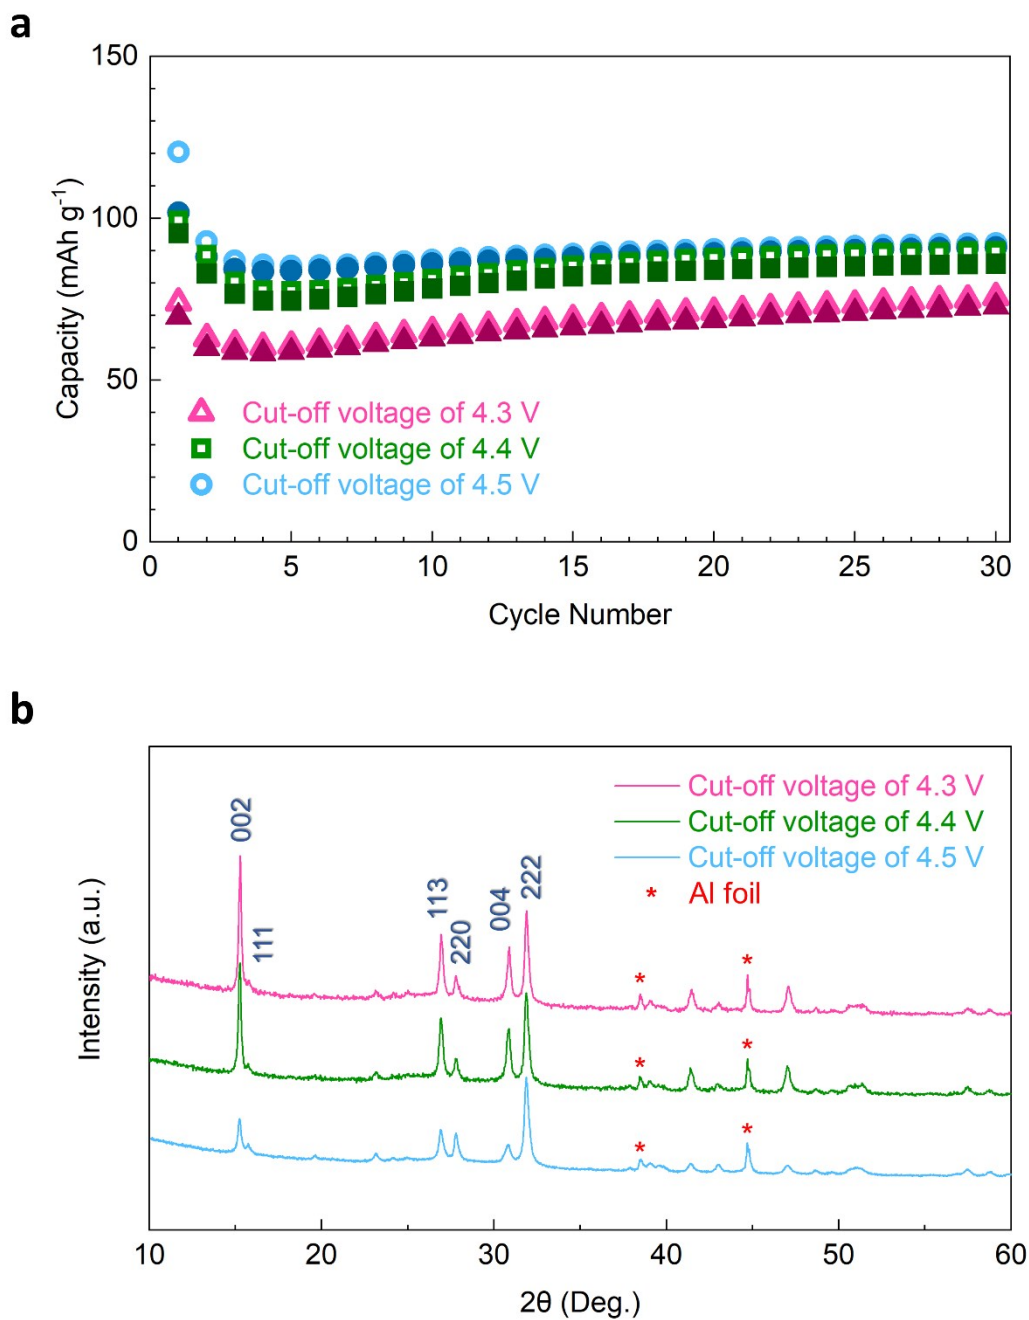 a
150
100
50
0
Capacity (mAh g⁻¹)
Cut-off voltage of 4.3 V
Cut-off voltage of 4.4 V
Cut-off voltage of 4.5 V
0 5 10 15 20 25 30
Cycle Number
b
Intensity (a.u.)
Cut-off voltage of 4.3 V
Cut-off voltage of 4.4 V
Cut-off voltage of 4.5 V
* Al foil
002
111
113
220
004
222
* *
* *
* *
10 20 30 40 50 60
2θ (Deg.)